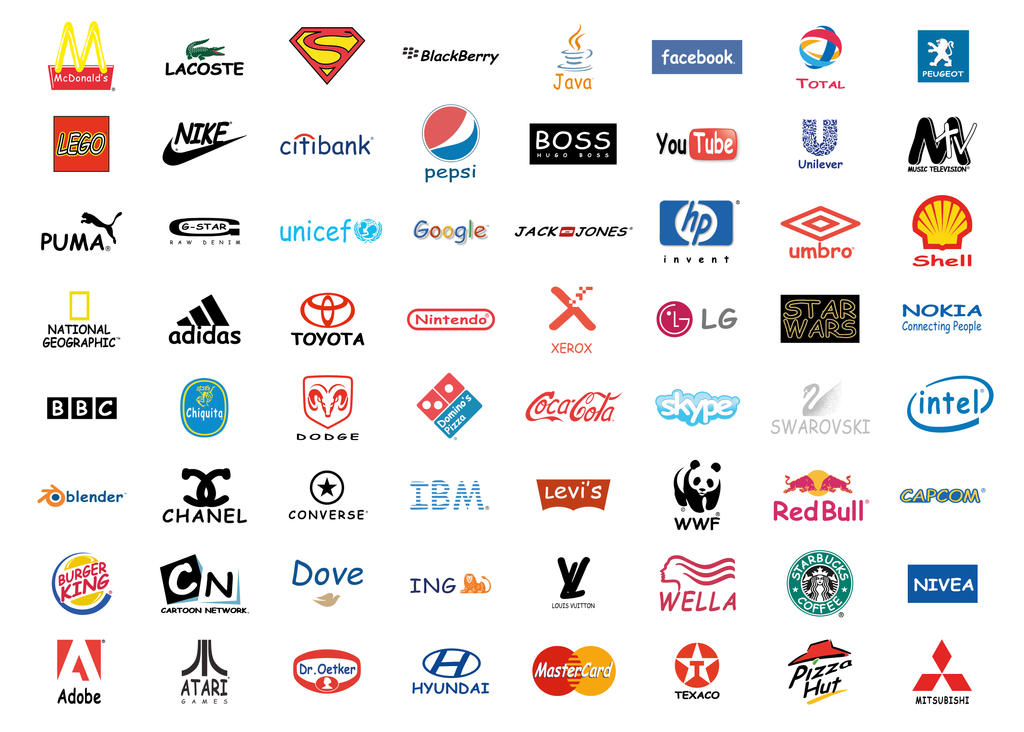 McDonald's
LACOSTE
S
BlackBerry
Java
facebook.
TOTAL
PEUGEOT
LEGO
NIKE
citibank
pepsi
BOSS
HUGO BOSS
You Tube
Unilever
MTV
MUSIC TELEVISION
PUMA
G-STAR
RAW DENIM
unicef
Google
JACK JONES
hp
invent
umbro
Shell
NATIONAL
GEOGRAPHIC
adidas
TOYOTA
Nintendo
XEROX
LG
STAR
WARS
NOKIA
Connecting People
BBC
Chiquita
DODGE
Domino's
Pizza
Coca-Cola
skype
SWAROVSKI
intel
blender
CHANEL
CONVERSE
IBM
Levi's
WWF
Red Bull
CAPCOM
BURGER
KING
CN
CARTOON NETWORK
Dove
ING
LV
LOUIS VUITTON
WELLA
STARBUCKS
COFFEE
NIVEA
Adobe
ATARI
GAMES
Dr. Oetker
HYUNDAI
MasterCard
T
TEXACO
Pizza
Hut
MITSUBISHI